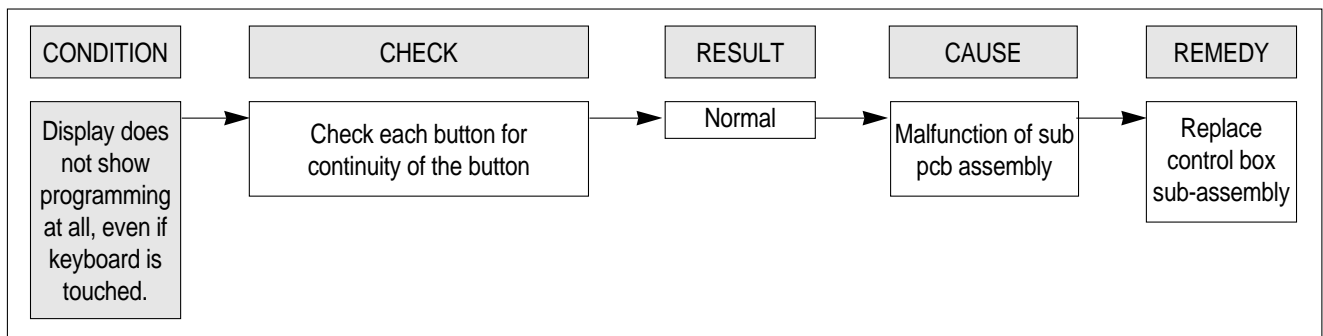 CONDITION
CHECK
RESULT
CAUSE
REMEDY
Display does
not show
programming
at all, even if
keyboard is
touched.
Check each button for
continuity of the button
Normal
Malfunction of sub
pcb assembly
Replace
control box
sub-assembly